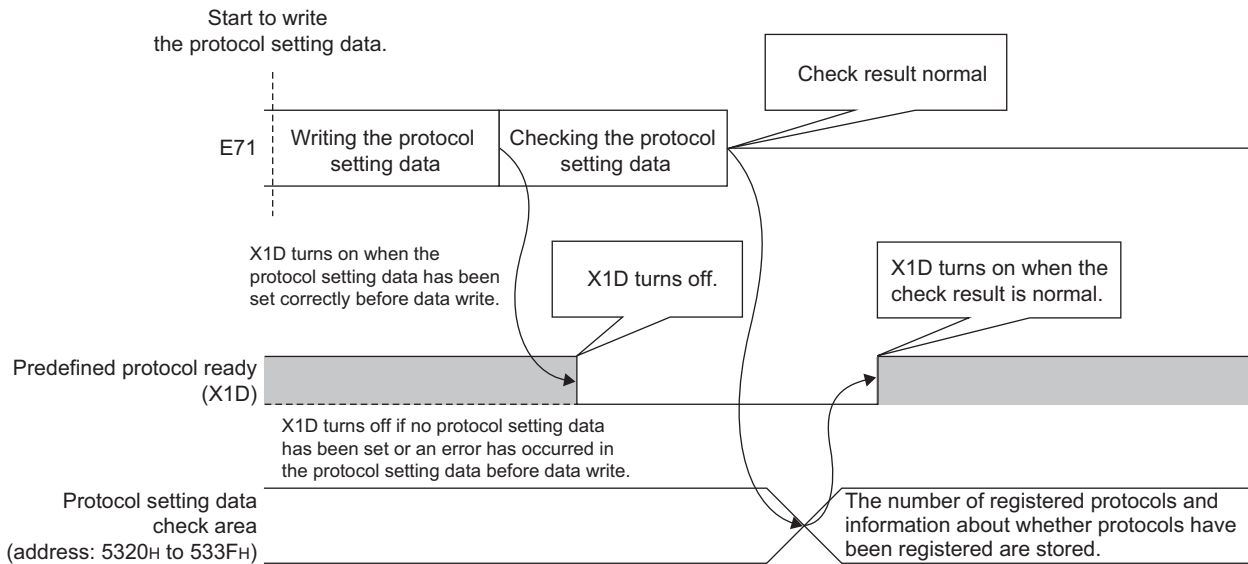 Start to write
the protocol setting data.
Check result normal
E71
Writing the protocol
setting data
Checking the protocol
setting data
X1D turns on when the
protocol setting data has been
set correctly before data write.
X1D turns off.
X1D turns on when the
check result is normal.
Predefined protocol ready
(X1D)
X1D turns off if no protocol setting data
has been set or an error has occurred in
the protocol setting data before data write.
Protocol setting data
check area
(address: 5320H to 533FH)
The number of registered protocols and
information about whether protocols have
been registered are stored.